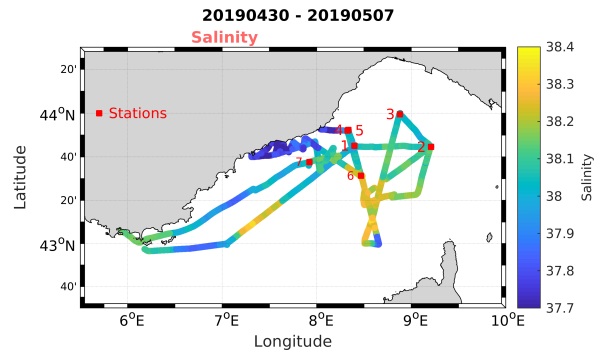 20190430 - 20190507
Salinity
38.4
20'
38.3
44°N
Stations
3
38.2
4 5
1
2
38.1
40'
7
6
38
20'
37.9
43°N
37.8
40'
37.7
6°E 7°E 8°E 9°E 10°E
Longitude
Latitude
Salinity